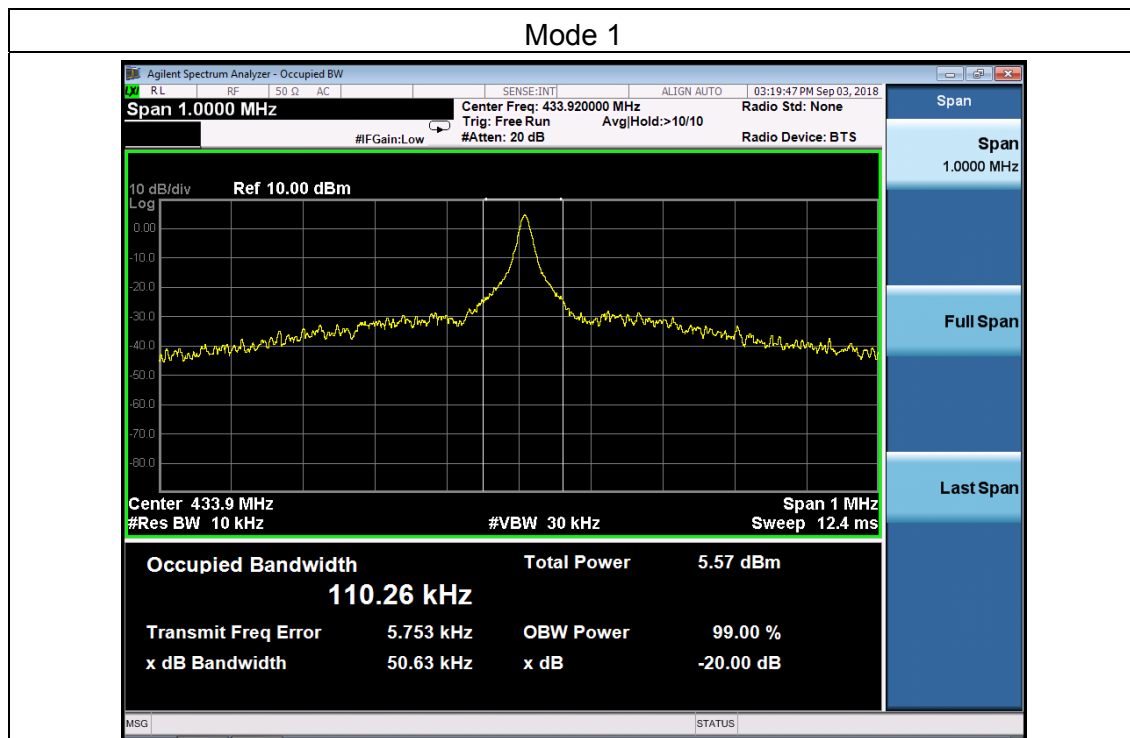 Mode 1
Agilent Spectrum Analyzer - Occupied BW
LXI RL RF 50 Ω AC SENSE:INT ALIGN AUTO 03:19:47 PM Sep 03, 2018
Span 1.0000 MHz
Center Freq: 433.920000 MHz Radio Std: None
Trig: Free Run Avg|Hold:>10/10
#IFGain:Low #Atten: 20 dB Radio Device: BTS
Span
Span
1.0000 MHz
Full Span
Last Span
10 dB/div Ref 10.00 dBm
Log
0.00
-10.0
-20.0
-30.0
-40.0
-50.0
-60.0
-70.0
-80.0
Center 433.9 MHz Span 1 MHz
#Res BW 10 kHz #VBW 30 kHz Sweep 12.4 ms
Occupied Bandwidth Total Power 5.57 dBm
110.26 kHz
Transmit Freq Error 5.753 kHz OBW Power 99.00 %
x dB Bandwidth 50.63 kHz x dB -20.00 dB
MSG STATUS